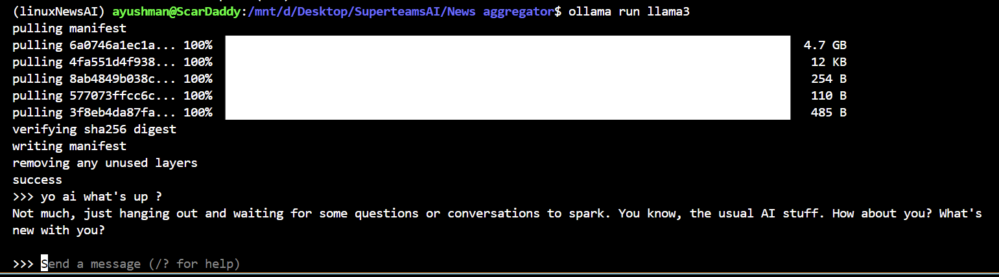 (linuxNewsAI) ayushman@ScarDaddy:/mnt/d/Desktop/SuperteamsAI/News aggregator$ ollama run llama3
pulling manifest
pulling 6a0746a1ec1a... 100% 4.7 GB
pulling 4fa551d4f938... 100% 12 KB
pulling 8ab4849b038c... 100% 254 B
pulling 577073ffcc6c... 100% 110 B
pulling 3f8eb4da87fa... 100% 485 B
verifying sha256 digest
writing manifest
removing any unused layers
success
>>> yo ai what's up ?
Not much, just hanging out and waiting for some questions or conversations to spark. You know, the usual AI stuff. How about you? What's
new with you?
>>> Send a message (/? for help)